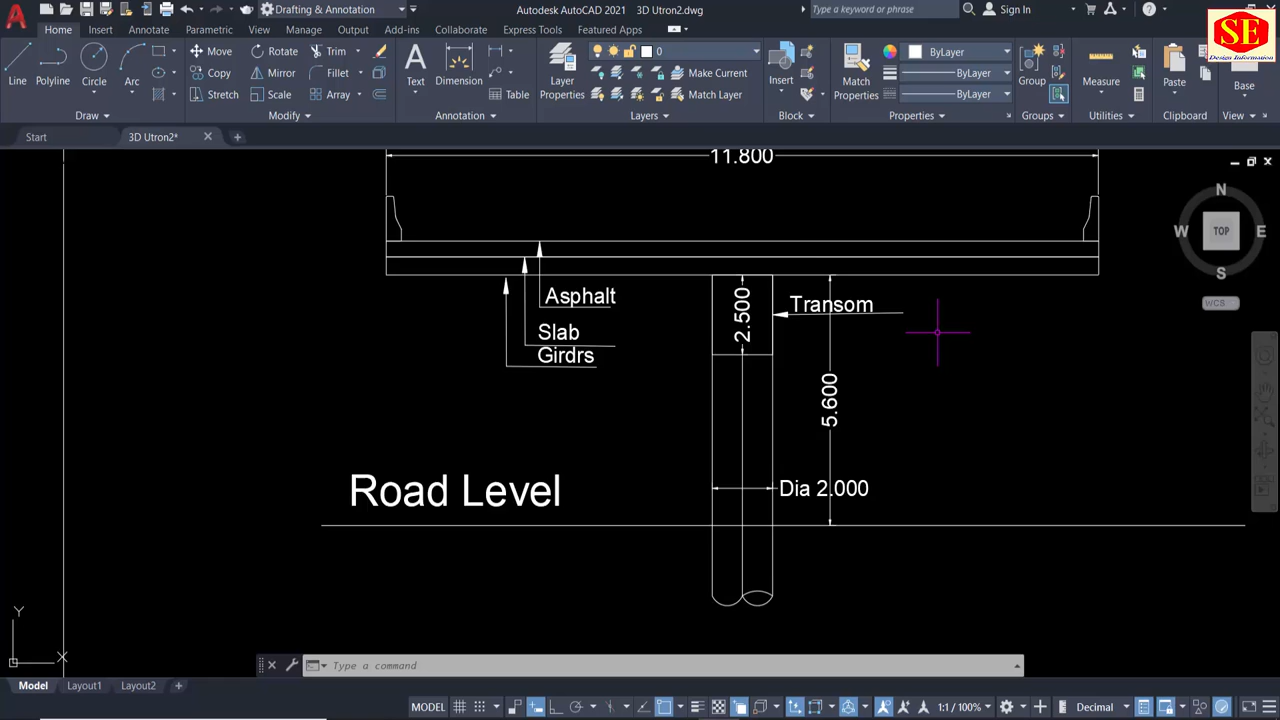 Drafting & Annotation
Autodesk AutoCAD 2021 3D Utron2.dwg
Type a keyword or phrase
Sign In
SE
Design Information
Home Insert Annotate Parametric View Manage Output Add-ins Collaborate Express Tools Featured Apps
Line
Polyline
Circle
Arc
Move
Copy
Stretch
Rotate
Mirror
Scale
Trim
Fillet
Array
Text
Dimension
Table
Layer
Properties
0
Make Current
Match Layer
Insert
Match
Properties
ByLayer
ByLayer
ByLayer
Group
Measure
Paste
Base
Draw Modify Annotation Layers Block Properties Groups Utilities Clipboard View
Start 3D Utron2*
11.800
N
W TOP E
S
WCS
Asphalt
Slab
Girdrs
2.500
Transom
5.600
Road Level
Dia 2.000
Y
X
Type a command
Model Layout1 Layout2
MODEL 1:1/100% Decimal